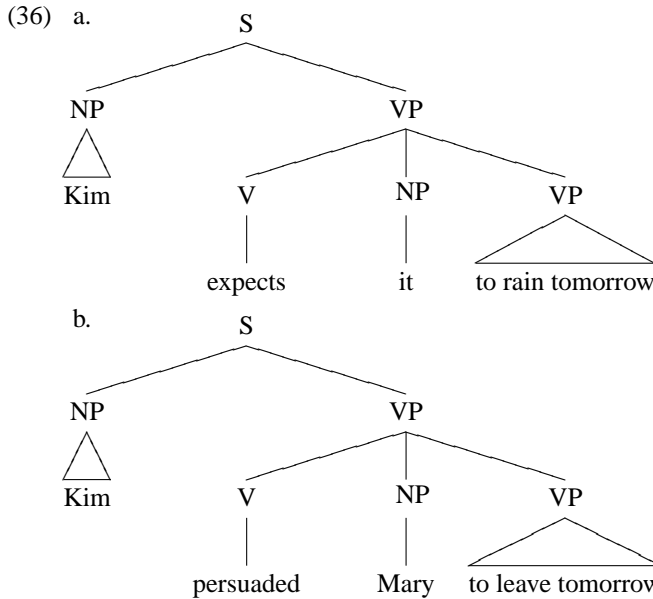 (36) a. S
NP VP
Kim V NP VP
expects it to rain tomorrow
b. S
NP VP
Kim V NP VP
persuaded Mary to leave tomorrow